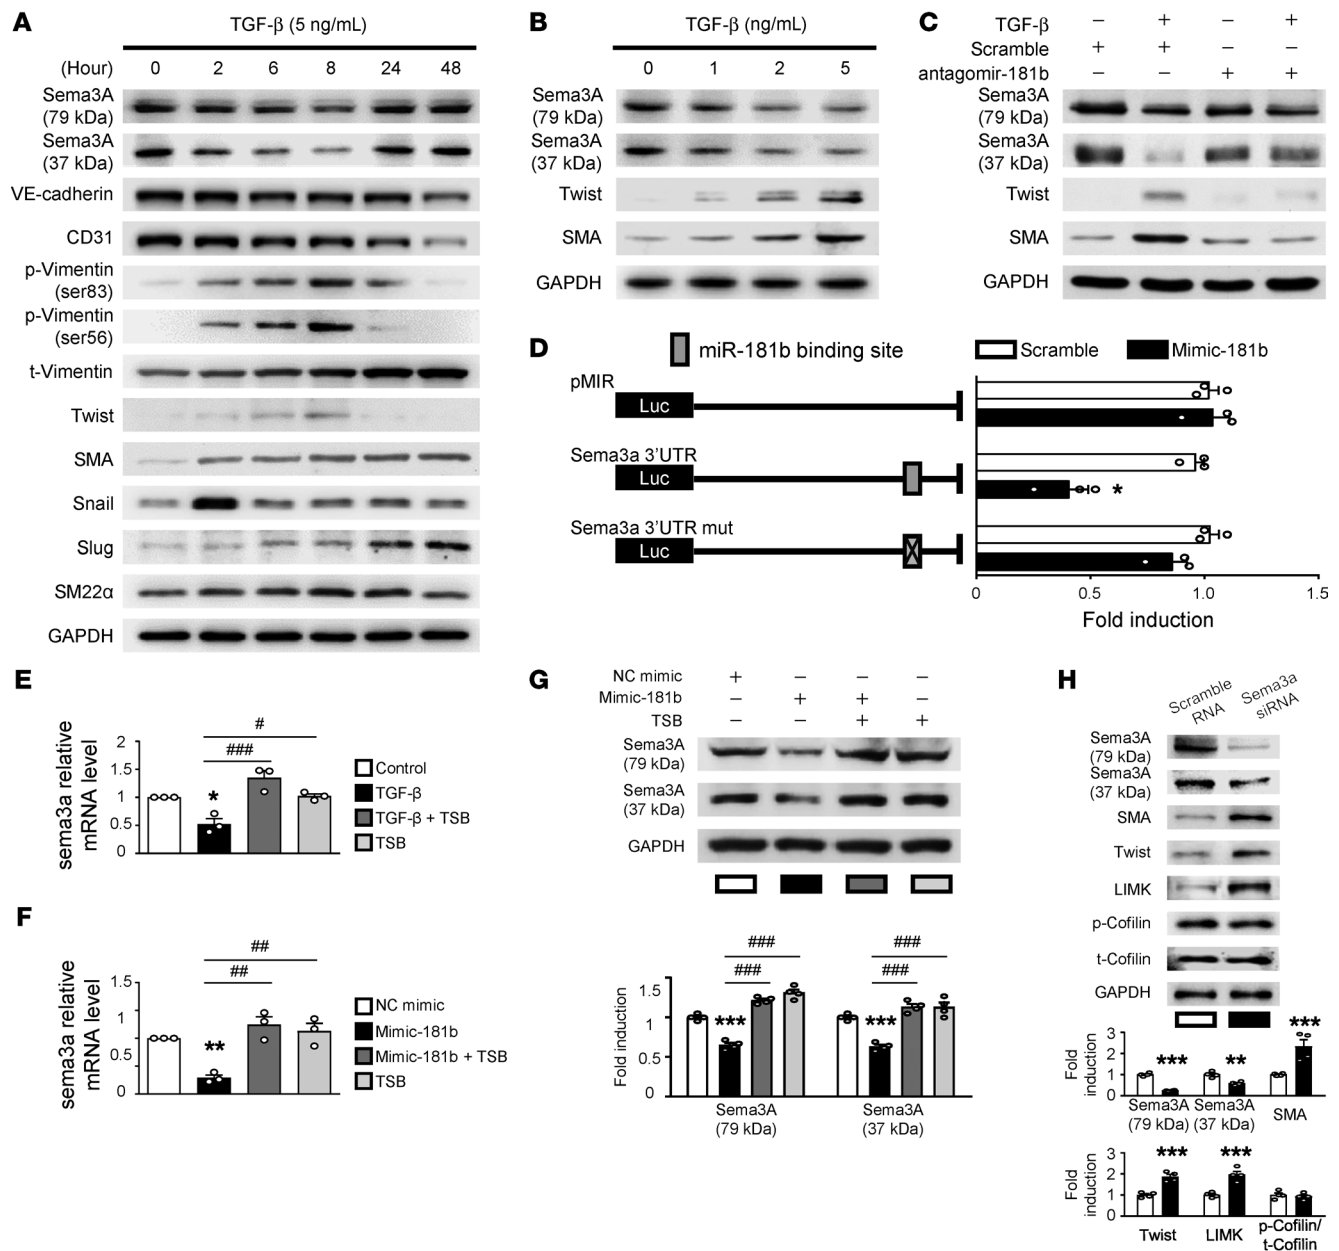 A
TGF-β (5 ng/mL)
(Hour) 0 2 6 8 24 48
Sema3A
(79 kDa)
Sema3A
(37 kDa)
VE-cadherin
CD31
p-Vimentin
(ser83)
p-Vimentin
(ser56)
t-Vimentin
Twist
SMA
Snail
Slug
SM22α
GAPDH
B
TGF-β (ng/mL)
0 1 2 5
Sema3A
(79 kDa)
Sema3A
(37 kDa)
Twist
SMA
GAPDH
C
TGF-β − + − +
Scramble + + − −
antagomir-181b − − + +
Sema3A
(79 kDa)
Sema3A
(37 kDa)
Twist
SMA
GAPDH
D
miR-181b binding site
Scramble Mimic-181b
pMIR
Luc
Sema3a 3’UTR
Luc
*
Sema3a 3’UTR mut
Luc
0 0.5 1.0 1.5
Fold induction
E
sema3a relative
mRNA level
2
1.5
1
0.5
0
#
###
*
Control
TGF-β
TGF-β + TSB
TSB
F
sema3a relative
mRNA level
1.5
1
0.5
0
##
##
**
NC mimic
Mimic-181b
Mimic-181b + TSB
TSB
G
NC mimic + − − −
Mimic-181b − + + −
TSB − − + +
Sema3A
(79 kDa)
Sema3A
(37 kDa)
GAPDH
Fold induction
1.5
1
0.5
0
### ###
### ###
*** ***
Sema3A
(79 kDa)
Sema3A
(37 kDa)
H
Scramble
RNA
Sema3a
siRNA
Sema3A
(79 kDa)
Sema3A
(37 kDa)
SMA
Twist
LIMK
p-Cofilin
t-Cofilin
GAPDH
Fold
induction
3
2
1
0
*** ** ***
Sema3A
(79 kDa)
Sema3A
(37 kDa)
SMA
Fold
induction
3
2
1
0
*** ***
Twist
LIMK
p-Cofilin/
t-Cofilin